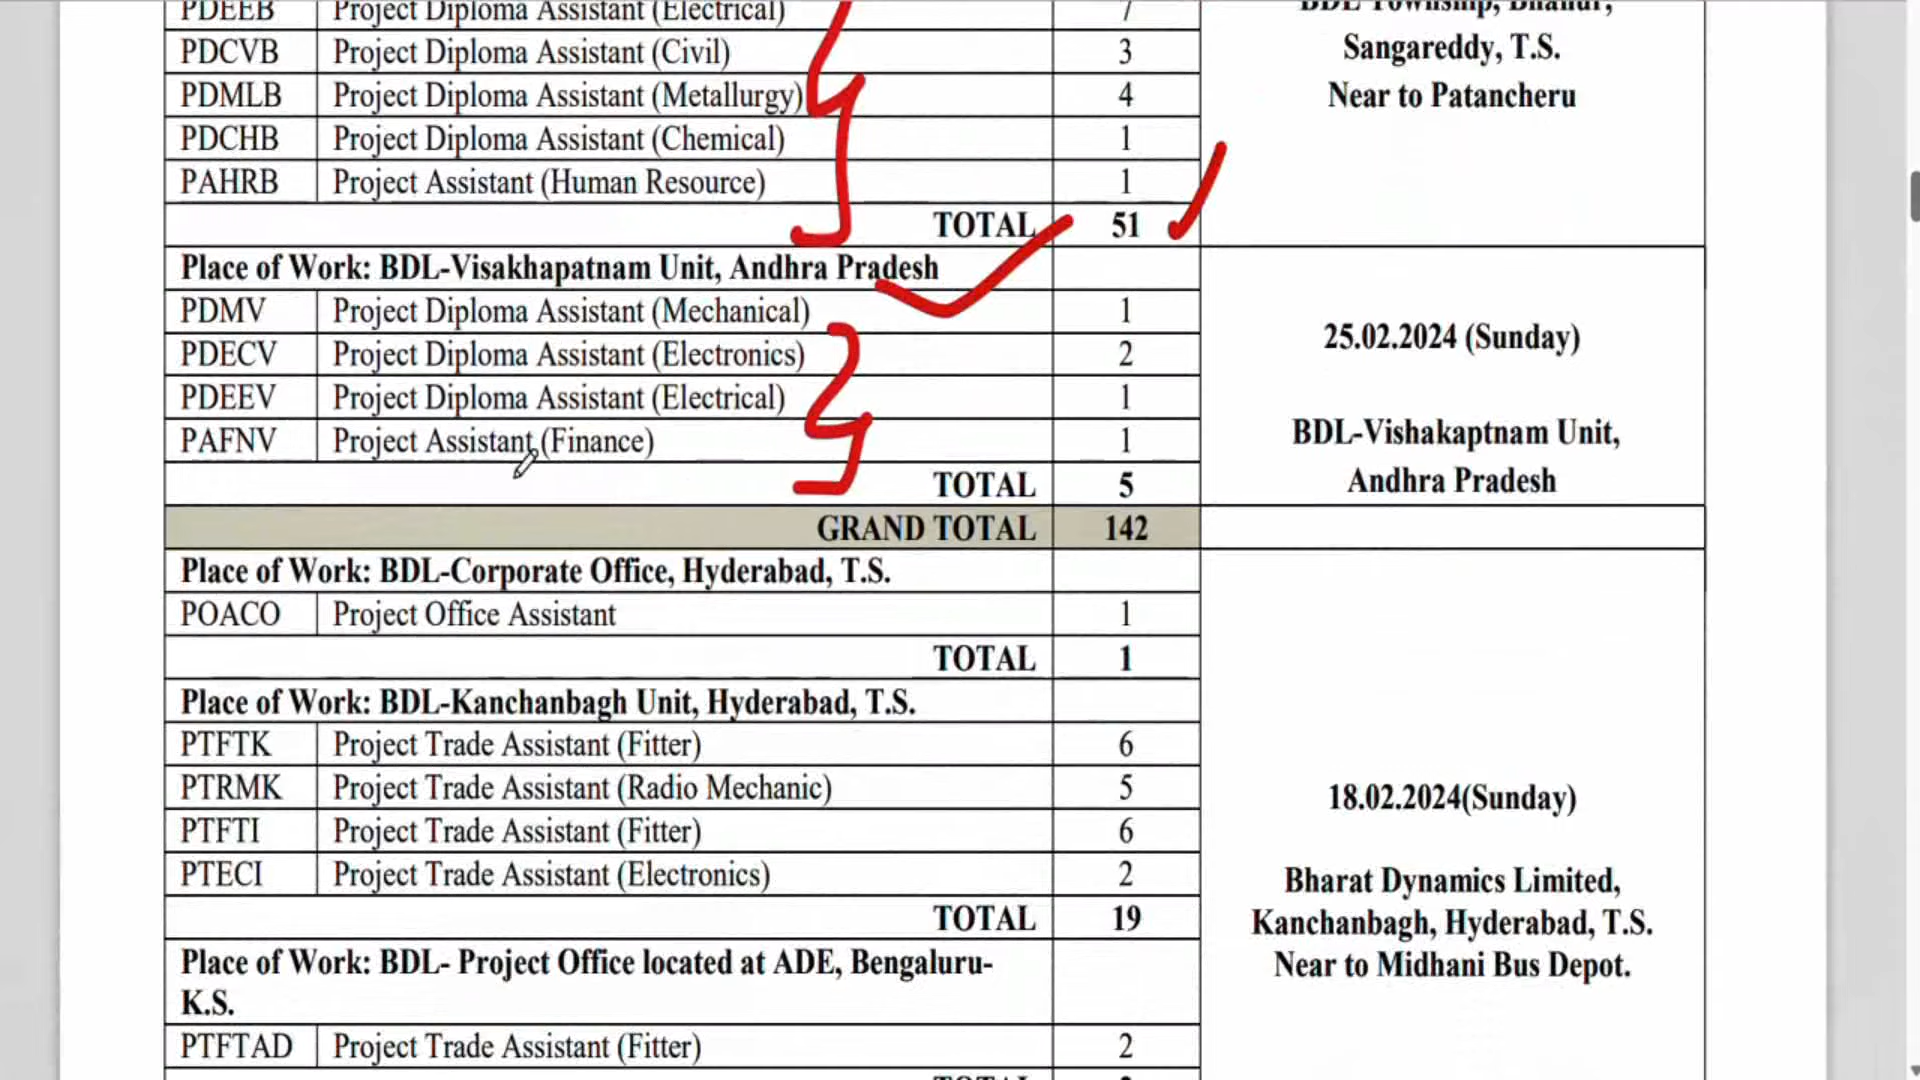 PDEEB Project Diploma Assistant (Electrical) 7 BDL Township, Bhanur,
PDCVB Project Diploma Assistant (Civil) 3 Sangareddy, T.S.
PDMLB Project Diploma Assistant (Metallurgy) 4 Near to Patancheru
PDCHB Project Diploma Assistant (Chemical) 1
PAHRB Project Assistant (Human Resource) 1
TOTAL 51
Place of Work: BDL-Visakhapatnam Unit, Andhra Pradesh
PDMV Project Diploma Assistant (Mechanical) 1
25.02.2024 (Sunday)
PDECV Project Diploma Assistant (Electronics) 2
PDEEV Project Diploma Assistant (Electrical) 1
PAFNV Project Assistant (Finance) 1 BDL-Vishakaptnam Unit,
TOTAL 5 Andhra Pradesh
GRAND TOTAL 142
Place of Work: BDL-Corporate Office, Hyderabad, T.S.
POACO Project Office Assistant 1
TOTAL 1
Place of Work: BDL-Kanchanbagh Unit, Hyderabad, T.S.
PTFTK Project Trade Assistant (Fitter) 6
PTRMK Project Trade Assistant (Radio Mechanic) 5 18.02.2024(Sunday)
PTFTI Project Trade Assistant (Fitter) 6
PTECI Project Trade Assistant (Electronics) 2 Bharat Dynamics Limited,
TOTAL 19 Kanchanbagh, Hyderabad, T.S.
Place of Work: BDL- Project Office located at ADE, Bengaluru- Near to Midhani Bus Depot.
K.S.
PTFTAD Project Trade Assistant (Fitter) 2
TOTAL